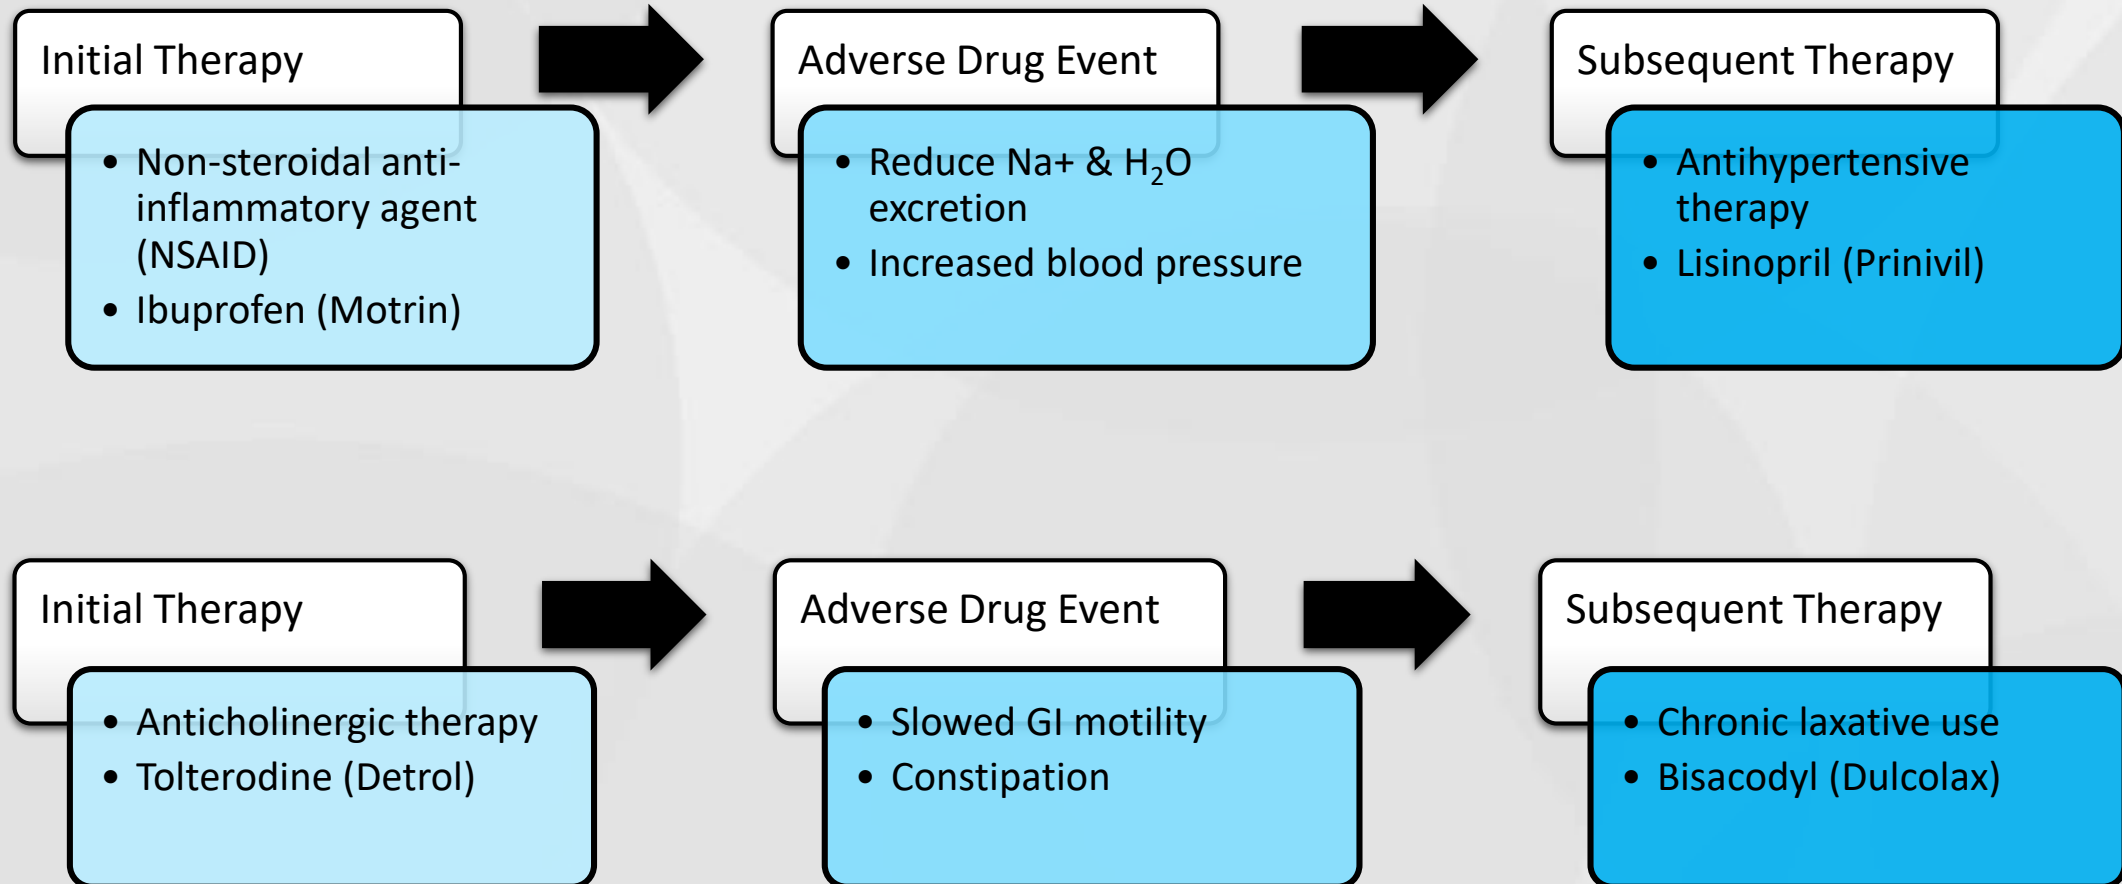 Initial Therapy
• Non-steroidal anti-
inflammatory agent
(NSAID)
• Ibuprofen (Motrin)
Adverse Drug Event
• Reduce Na+ & H₂O
excretion
• Increased blood pressure
Subsequent Therapy
• Antihypertensive
therapy
• Lisinopril (Prinivil)
Initial Therapy
• Anticholinergic therapy
• Tolterodine (Detrol)
Adverse Drug Event
• Slowed GI motility
• Constipation
Subsequent Therapy
• Chronic laxative use
• Bisacodyl (Dulcolax)